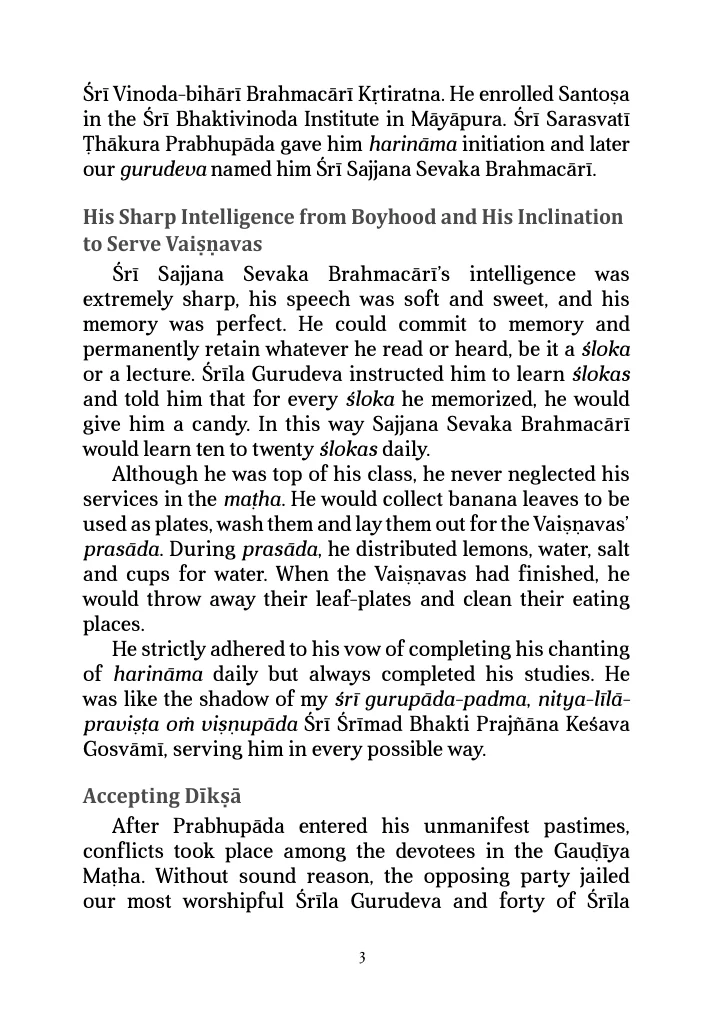 Śrī Vinoda-bihārī Brahmacārī Kṛtiratna. He enrolled Santoṣa
in the Śrī Bhaktivinoda Institute in Māyāpura. Śrī Sarasvatī
Ṭhākura Prabhupāda gave him harināma initiation and later
our gurudeva named him Śrī Sajjana Sevaka Brahmacārī.
His Sharp Intelligence from Boyhood and His Inclination
to Serve Vaiṣṇavas
Śrī Sajjana Sevaka Brahmacārī’s intelligence was
extremely sharp, his speech was soft and sweet, and his
memory was perfect. He could commit to memory and
permanently retain whatever he read or heard, be it a śloka
or a lecture. Śrīla Gurudeva instructed him to learn ślokas
and told him that for every śloka he memorized, he would
give him a candy. In this way Sajjana Sevaka Brahmacārī
would learn ten to twenty ślokas daily.
Although he was top of his class, he never neglected his
services in the maṭha. He would collect banana leaves to be
used as plates, wash them and lay them out for the Vaiṣṇavas’
prasāda. During prasāda, he distributed lemons, water, salt
and cups for water. When the Vaiṣṇavas had finished, he
would throw away their leaf-plates and clean their eating
places.
He strictly adhered to his vow of completing his chanting
of harināma daily but always completed his studies. He
was like the shadow of my śrī gurupāda-padma, nitya-līlā-
praviṣṭa oṁ viṣṇupāda Śrī Śrīmad Bhakti Prajñāna Keśava
Gosvāmī, serving him in every possible way.
Accepting Dīkṣā
After Prabhupāda entered his unmanifest pastimes,
conflicts took place among the devotees in the Gauḍīya
Maṭha. Without sound reason, the opposing party jailed
our most worshipful Śrīla Gurudeva and forty of Śrīla
3